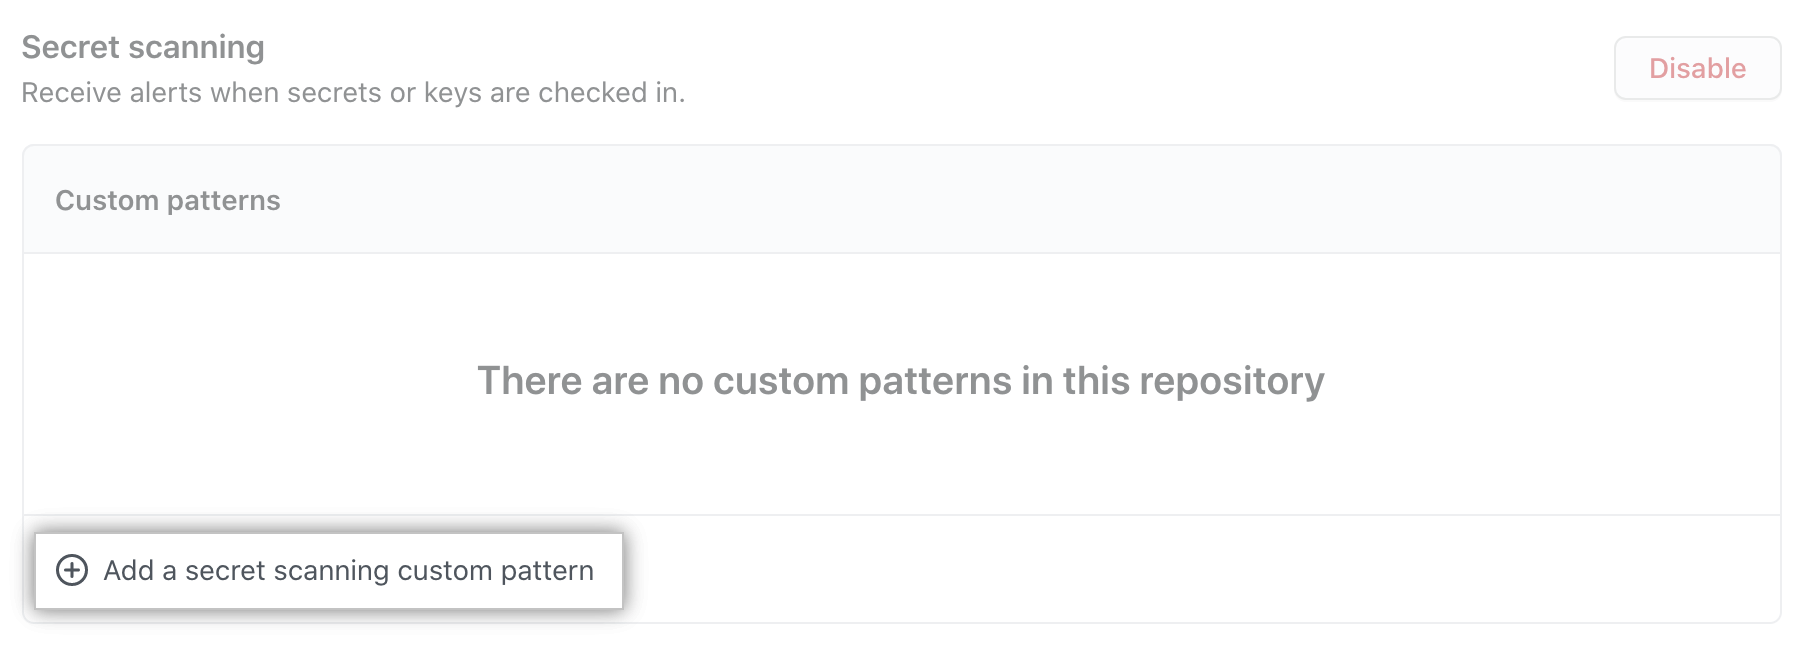 Secret scanning
Disable
Receive alerts when secrets or keys are checked in.
Custom patterns
There are no custom patterns in this repository
Add a secret scanning custom pattern